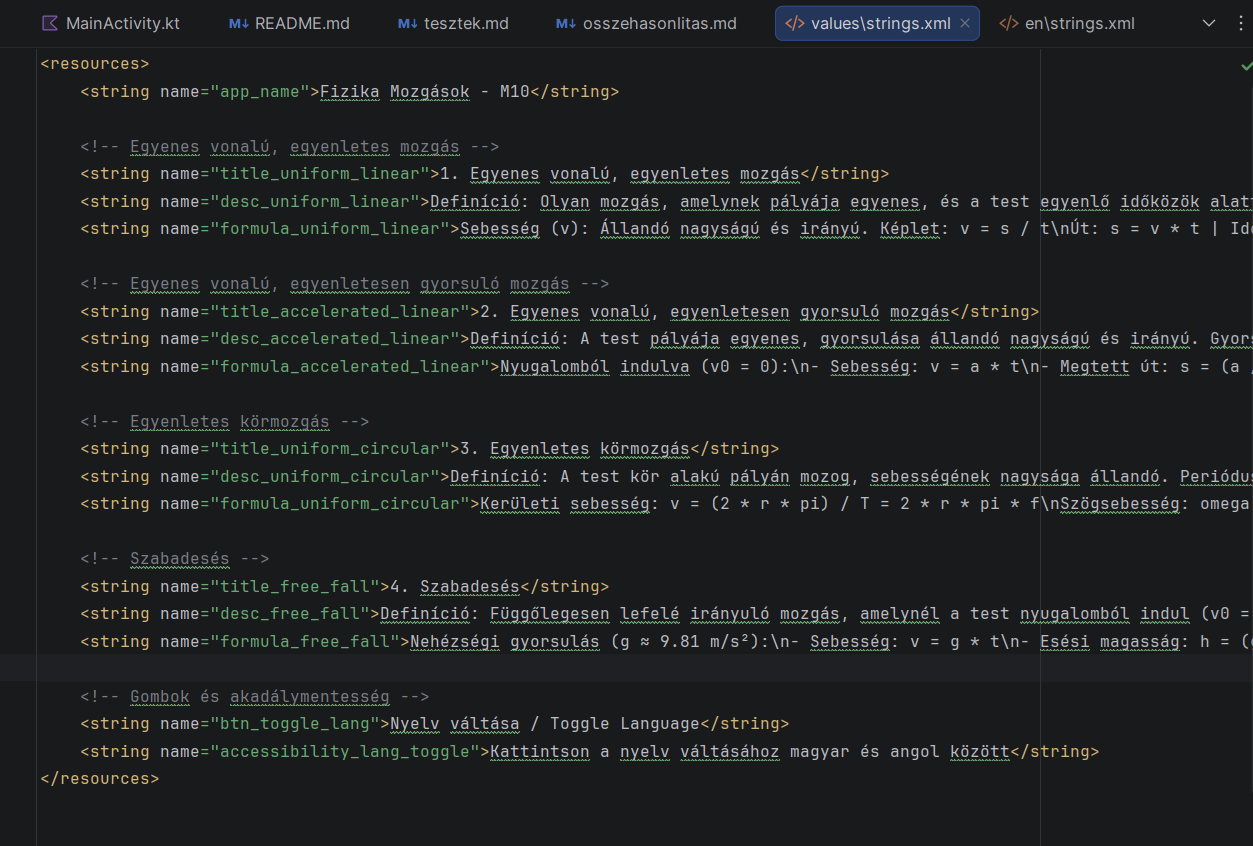 MainActivity.kt README.md tesztek.md osszehasonlitas.md values\strings.xml en\strings.xml
<resources>
    <string name="app_name">Fizika Mozgások - M10</string>
    <!-- Egyenes vonalú, egyenletes mozgás -->
    <string name="title_uniform_linear">1. Egyenes vonalú, egyenletes mozgás</string>
    <string name="desc_uniform_linear">Definíció: Olyan mozgás, amelynek pályája egyenes, és a test egyenlő időközök
    <string name="formula_uniform_linear">Sebesség (v): Állandó nagyságú és irányú. Képlet: v = s / t\nÚt: s = v * t |
    <!-- Egyenes vonalú, egyenletesen gyorsuló mozgás -->
    <string name="title_accelerated_linear">2. Egyenes vonalú, egyenletesen gyorsuló mozgás</string>
    <string name="desc_accelerated_linear">Definíció: A test pályája egyenes, gyorsulása állandó nagyságú és irányú.
    <string name="formula_accelerated_linear">Nyugalomból indulva (v0 = 0):\n- Sebesség: v = a * t\n- Megtett út: s = (a
    <!-- Egyenletes körmozgás -->
    <string name="title_uniform_circular">3. Egyenletes körmozgás</string>
    <string name="desc_uniform_circular">Definíció: A test kör alakú pályán mozog, sebességének nagysága állandó.
    <string name="formula_uniform_circular">Kerületi sebesség: v = (2 * r * pi) / T = 2 * r * pi * f\nSzögsebesség: omega
    <!-- Szabadesés -->
    <string name="title_free_fall">4. Szabadesés</string>
    <string name="desc_free_fall">Definíció: Függőlegesen lefelé irányuló mozgás, amelynél a test nyugalomból indul (v0 =
    <string name="formula_free_fall">Nehézségi gyorsulás (g ≈ 9.81 m/s²):\n- Sebesség: v = g * t\n- Esési magasság: h =
    <!-- Gombok és akadálymentesség -->
    <string name="btn_toggle_lang">Nyelv váltása / Toggle Language</string>
    <string name="accessibility_lang_toggle">Kattintson a nyelv váltásához magyar és angol között</string>
</resources>